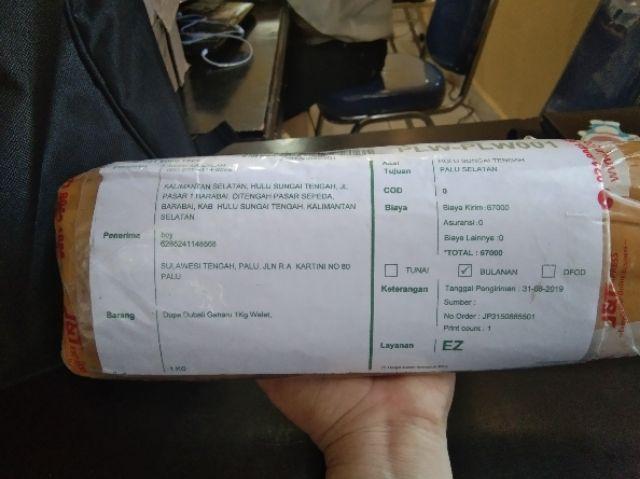 PLW-PLW001
Asal HULU SUNGAI TENGAH
Tujuan PALU SELATAN
KALIMANTAN SELATAN, HULU SUNGAI TENGAH, JL
PASAR 1 BARABAI, DITENGAH PASAR SEPEDA,
BARABAI, KAB HULU SUNGAI TENGAH, KALIMANTAN
SELATAN
COD 0
Biaya Biaya Kirim : 67000
Asuransi : 0
Biaya Lainnye : 0
*TOTAL : 67000
Penerima boy
6285241148668
SULAWESI TENGAH, PALU, JLN R.A KARTINI NO 80
PALU
TUNAI ✓ BULANAN DFOD
Keterangan Tanggal Pengiriman : 31-08-2019
Sumber :
No Order : JP3150885501
Print count : 1
Barang Dupa Dubai Gaharu 1Kg Walet,
1 KG
Layanan EZ